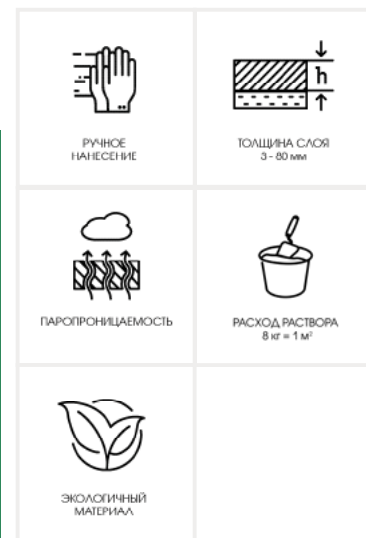 РУЧНОЕ
НАНЕСЕНИЕ
h
ТОЛЩИНА СЛОЯ
3 - 80 мм
ПАРОПРОНИЦАЕМОСТЬ
РАСХОД РАСТВОРА
8 кг = 1 м²
ЭКОЛОГИЧНЫЙ
МАТЕРИАЛ